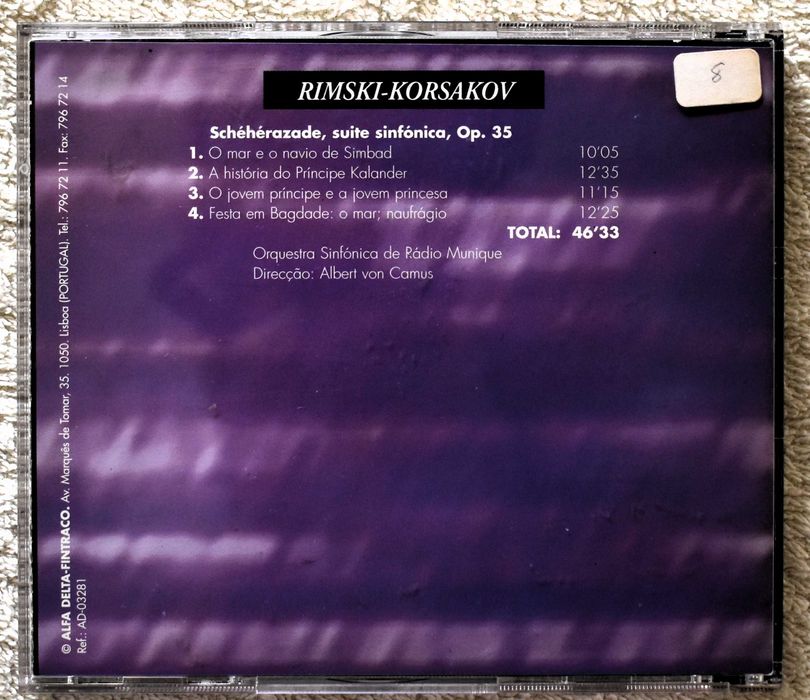 RIMSKI-KORSAKOV
8
Schéhérazade, suite sinfónica, Op. 35
1. O mar e o navio de Simbad 10'05
2. A história do Príncipe Kalander 12'35
3. O jovem príncipe e a jovem princesa 11'15
4. Festa em Bagdade: o mar; naufrágio 12'25
TOTAL: 46'33
Orquestra Sinfónica de Rádio Munique
Direcção: Albert von Camus
© ALFA DELTA-FINTRACO. Av. Marquês de Tomar, 35. 1050. Lisboa (PORTUGAL). Tel.: 796 72 11. Fax: 796 72 14
Ref.: AD-03281